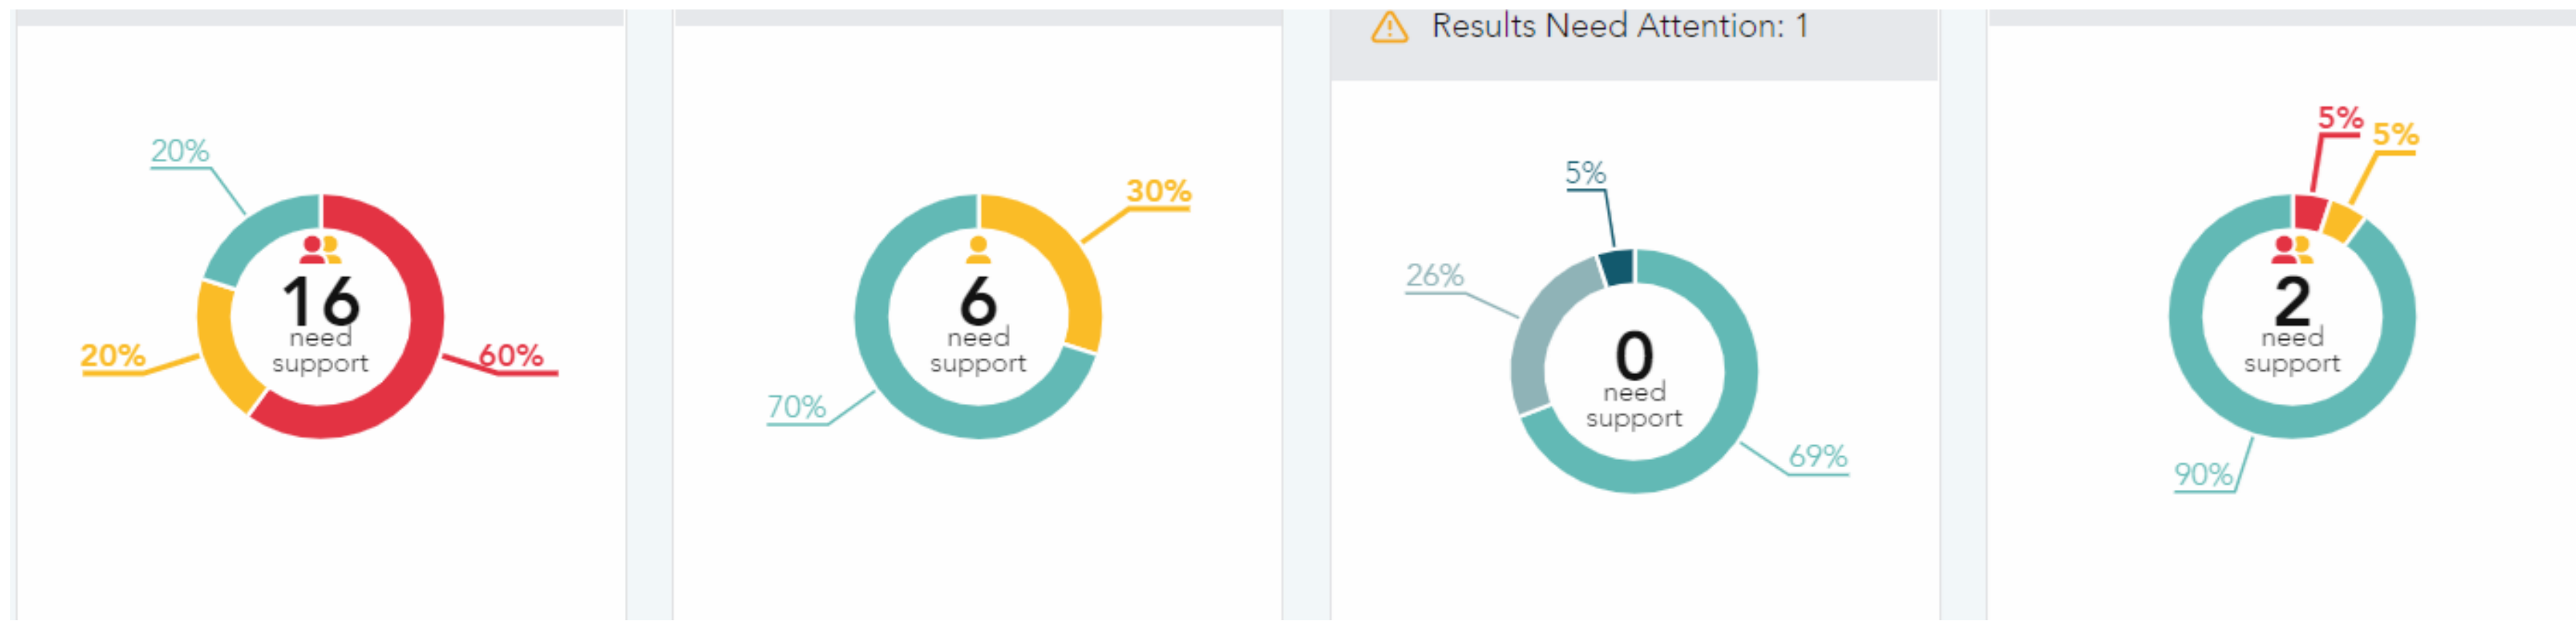 20%
16
need
support
20%
60%
30%
6
need
support
70%
Results Need Attention: 1
5%
26%
0
need
support
69%
5%
5%
2
need
support
90%